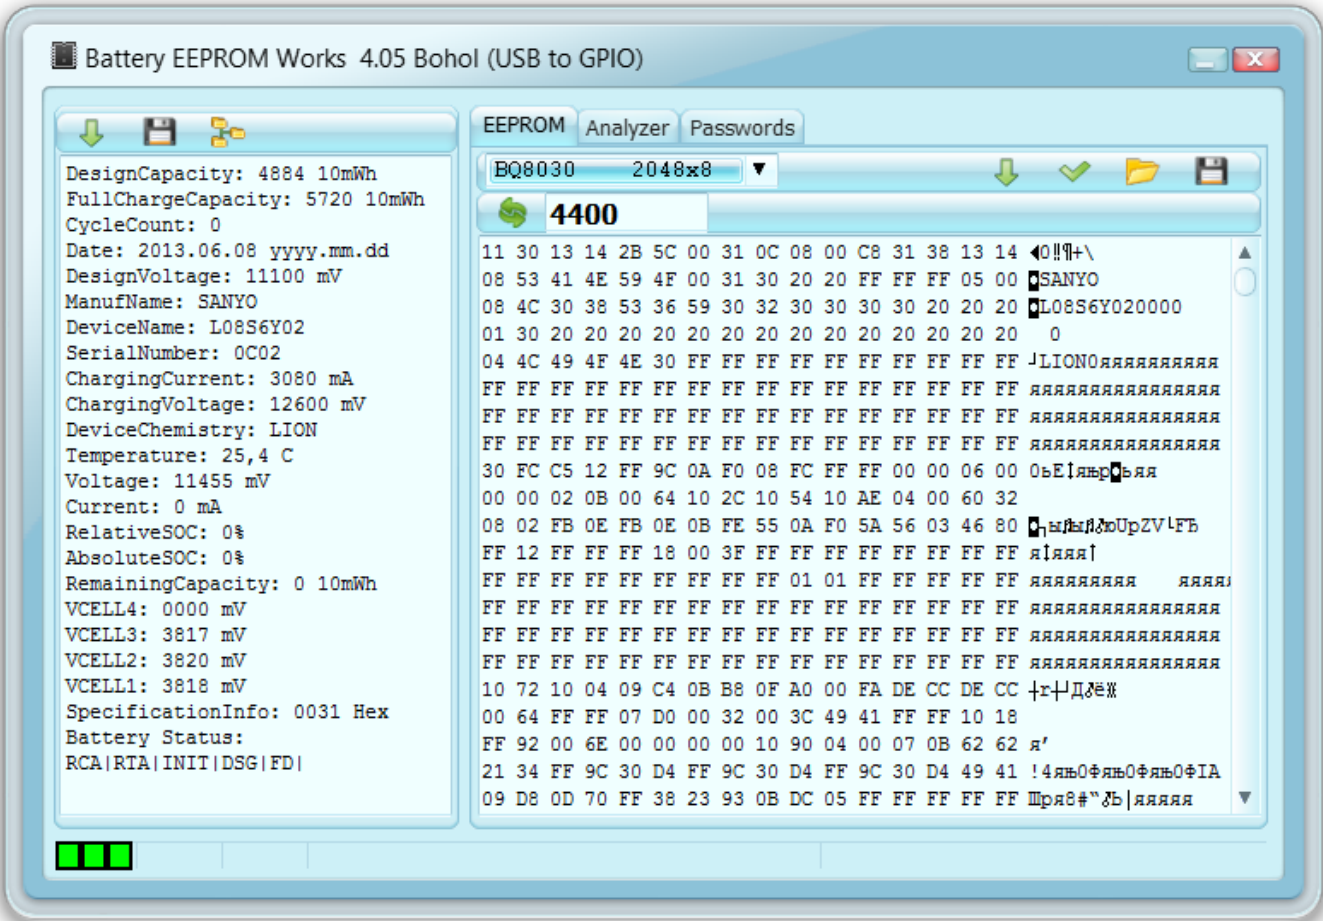 Battery EEPROM Works 4.05 Bohol (USB to GPIO)
DesignCapacity: 4884 10mWh
FullChargeCapacity: 5720 10mWh
CycleCount: 0
Date: 2013.06.08 yyyy.mm.dd
DesignVoltage: 11100 mV
ManufName: SANYO
DeviceName: L08S6Y02
SerialNumber: 0C02
ChargingCurrent: 3080 mA
ChargingVoltage: 12600 mV
DeviceChemistry: LION
Temperature: 25,4 C
Voltage: 11455 mV
Current: 0 mA
RelativeSOC: 0%
AbsoluteSOC: 0%
RemainingCapacity: 0 10mWh
VCELL4: 0000 mV
VCELL3: 3817 mV
VCELL2: 3820 mV
VCELL1: 3818 mV
SpecificationInfo: 0031 Hex
Battery Status:
RCA|RTA|INIT|DSG|FD|
EEPROM Analyzer Passwords
BQ8030 2048x8
4400
11 30 13 14 2B 5C 00 31 0C 08 00 C8 31 38 13 14 ◄0‼¶+\
08 53 41 4E 59 4F 00 31 30 20 20 FF FF FF 05 00 ◘SANYO
08 4C 30 38 53 36 59 30 32 30 30 30 30 20 20 20 ◘L08S6Y020000
01 30 20 20 20 20 20 20 20 20 20 20 20 20 20 20 0
04 4C 49 4F 4E 30 FF FF FF FF FF FF FF FF FF FF ┘LION0яяяяяяяяяя
FF FF FF FF FF FF FF FF FF FF FF FF FF FF FF FF яяяяяяяяяяяяяяяя
FF FF FF FF FF FF FF FF FF FF FF FF FF FF FF FF яяяяяяяяяяяяяяяя
FF FF FF FF FF FF FF FF FF FF FF FF FF FF FF FF яяяяяяяяяяяяяяяя
30 FC C5 12 FF 9C 0A F0 08 FC FF FF 00 00 06 00 0ьЕ↕яњр◘ьяя
00 00 02 0B 00 64 10 2C 10 54 10 AE 04 00 60 32
08 02 FB 0E FB 0E 0B FE 55 0A F0 5A 56 03 46 80 ◘┐ы♫ы♫♂юUрZV└FЂ
FF 12 FF FF FF 18 00 3F FF FF FF FF FF FF FF FF я↕яяя↑
FF FF FF FF FF FF FF FF FF 01 01 FF FF FF FF FF яяяяяяяяя яяяяя
FF FF FF FF FF FF FF FF FF FF FF FF FF FF FF FF яяяяяяяяяяяяяяяя
FF FF FF FF FF FF FF FF FF FF FF FF FF FF FF FF яяяяяяяяяяяяяяяя
FF FF FF FF FF FF FF FF FF FF FF FF FF FF FF FF яяяяяяяяяяяяяяяя
10 72 10 04 09 C4 0B B8 0F A0 00 FA DE CC DE CC ┼r┼┘Д♂ё¤
00 64 FF FF 07 D0 00 32 00 3C 49 41 FF FF 10 18
FF 92 00 6E 00 00 00 00 10 90 04 00 07 0B 62 62 я’
21 34 FF 9C 30 D4 FF 9C 30 D4 FF 9C 30 D4 49 41 !4яњ0Фяњ0Фяњ0ФIA
09 D8 0D 70 FF 38 23 93 0B DC 05 FF FF FF FF FF Шpя8#“♂Ь|яяяяя